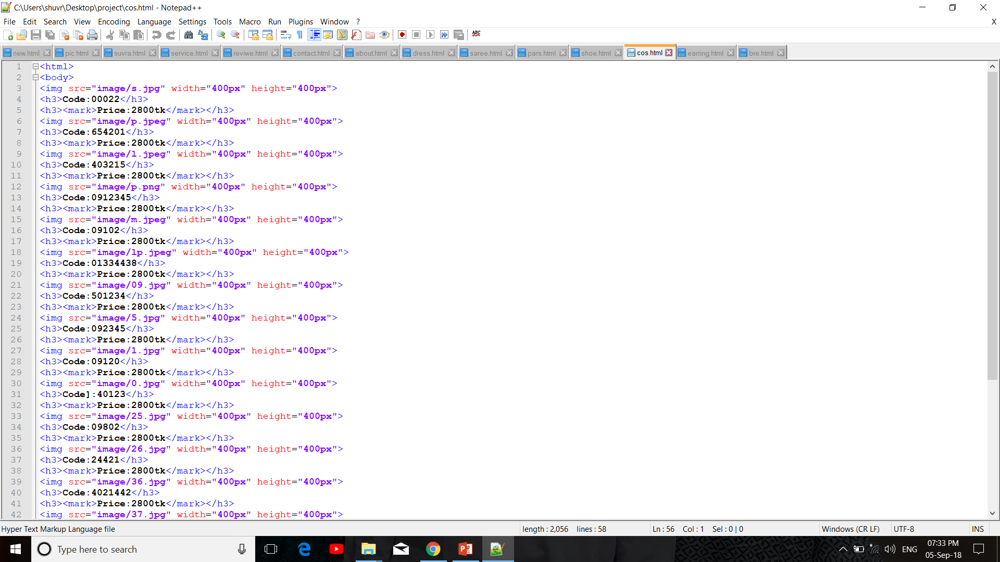 C:\Users\shuvr\Desktop\project\cos.html - Notepad++
File Edit Search View Encoding Language Settings Tools Macro Run Plugins Window ? X
ABC
new.html pic.html suvra.html service.html reviwe.html contact.html about.html dress.html saree.html pars.html shoe.html cos.html earring.html bre.html
1 <html>
2 <body>
3 <img src="image/s.jpg" width="400px" height="400px">
4 <h3>Code:00022</h3>
5 <h3><mark>Price:2800tk</mark></h3>
6 <img src="image/p.jpeg" width="400px" height="400px">
7 <h3>Code:654201</h3>
8 <h3><mark>Price:2800tk</mark></h3>
9 <img src="image/l.jpeg" width="400px" height="400px">
10 <h3>Code:403215</h3>
11 <h3><mark>Price:2800tk</mark></h3>
12 <img src="image/p.png" width="400px" height="400px">
13 <h3>Code:0912345</h3>
14 <h3><mark>Price:2800tk</mark></h3>
15 <img src="image/m.jpeg" width="400px" height="400px">
16 <h3>Code:09102</h3>
17 <h3><mark>Price:2800tk</mark></h3>
18 <img src="image/lp.jpeg" width="400px" height="400px">
19 <h3>Code:01334438</h3>
20 <h3><mark>Price:2800tk</mark></h3>
21 <img src="image/09.jpg" width="400px" height="400px">
22 <h3>Code:501234</h3>
23 <h3><mark>Price:2800tk</mark></h3>
24 <img src="image/5.jpg" width="400px" height="400px">
25 <h3>Code:092345</h3>
26 <h3><mark>Price:2800tk</mark></h3>
27 <img src="image/1.jpg" width="400px" height="400px">
28 <h3>Code:09120</h3>
29 <h3><mark>Price:2800tk</mark></h3>
30 <img src="image/0.jpg" width="400px" height="400px">
31 <h3>Code]:40123</h3>
32 <h3><mark>Price:2800tk</mark></h3>
33 <img src="image/25.jpg" width="400px" height="400px">
34 <h3>Code:09802</h3>
35 <h3><mark>Price:2800tk</mark></h3>
36 <img src="image/26.jpg" width="400px" height="400px">
37 <h3>Code:24421</h3>
38 <h3><mark>Price:2800tk</mark></h3>
39 <img src="image/36.jpg" width="400px" height="400px">
40 <h3>Code:4021442</h3>
41 <h3><mark>Price:2800tk</mark></h3>
42 <img src="image/37.jpg" width="400px" height="400px">
Hyper Text Markup Language file length : 2,056 lines : 58 Ln : 56 Col : 1 Sel : 0 | 0 Windows (CR LF) UTF-8 INS
Type here to search ENG 07:33 PM
05-Sep-18